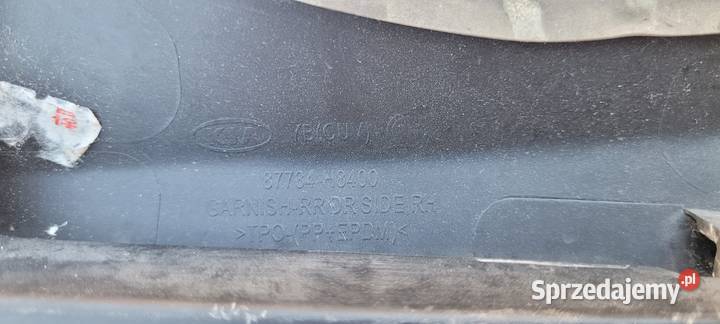 KIA
87734-H8400
GARNISH-RR DR SIDE, RH
>TPO-(PP+EPDM)<
Sprzedajemy.pl